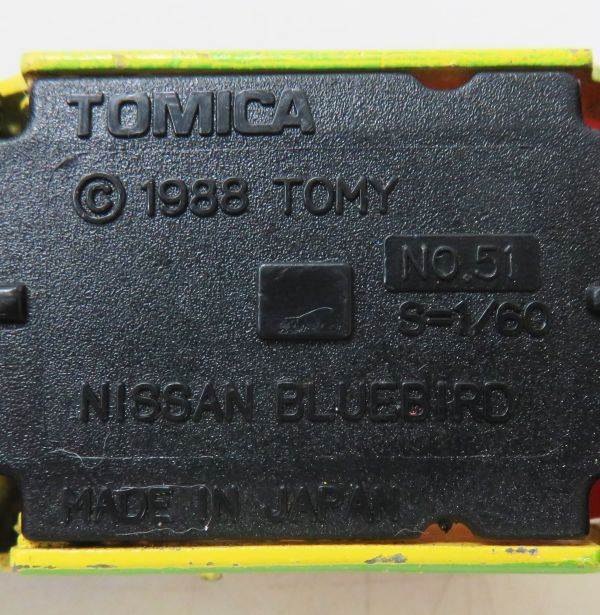 TOMICA
© 1988 TOMY
NO.51
S=1/60
NISSAN BLUEBIRD
MADE IN JAPAN